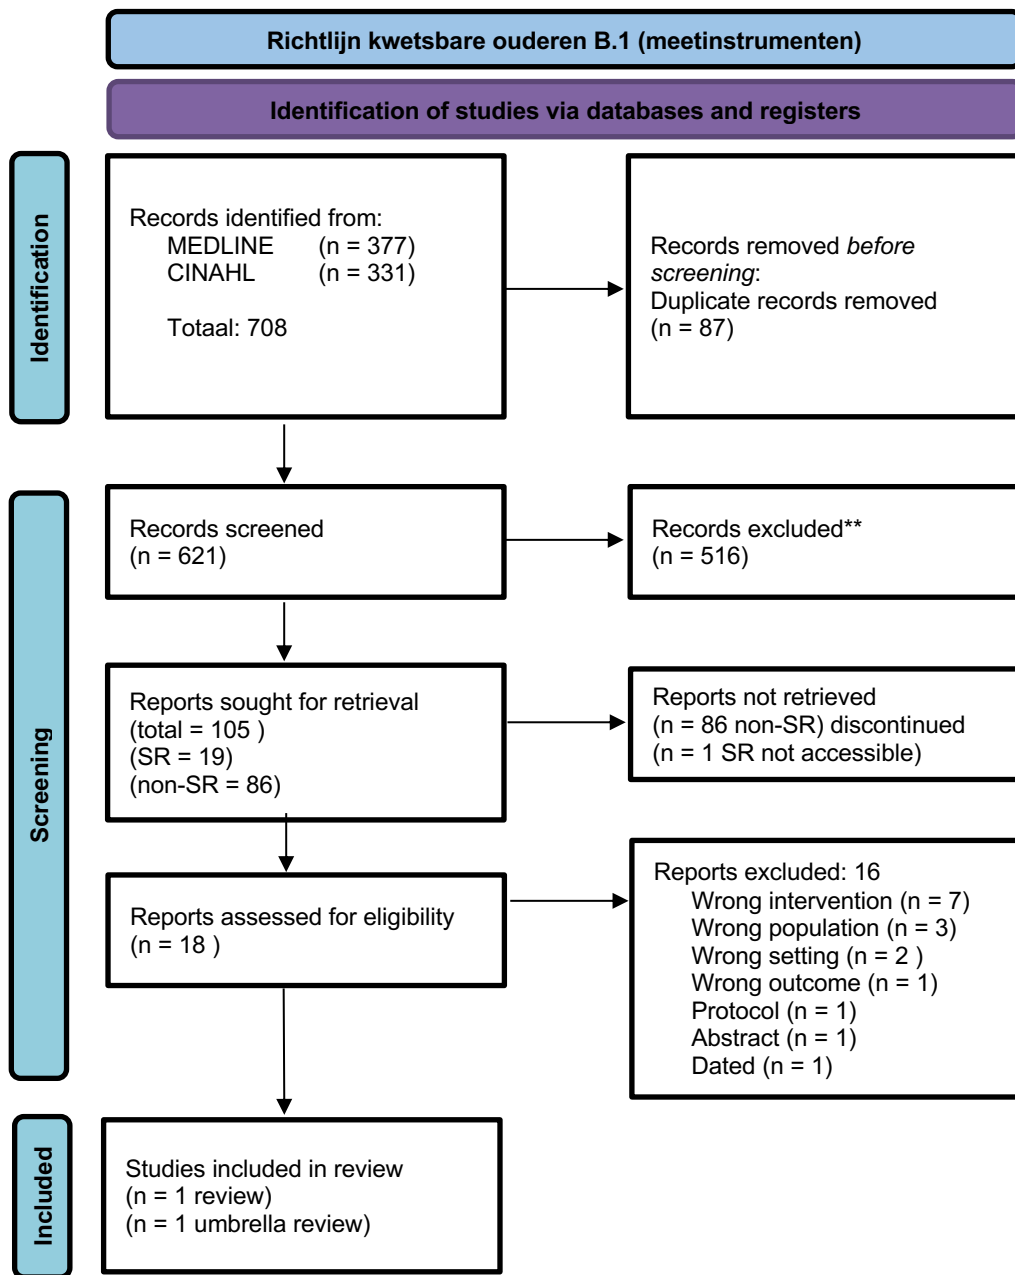 Richtlijn kwetsbare ouderen B.1 (meetinstrumenten)
Identification of studies via databases and registers
Identification
Records identified from:
MEDLINE (n = 377)
CINAHL (n = 331)
Totaal: 708
Records removed before
screening:
Duplicate records removed
(n = 87)
Screening
Records screened
(n = 621)
Records excluded**
(n = 516)
Reports sought for retrieval
(total = 105 )
(SR = 19)
(non-SR = 86)
Reports not retrieved
(n = 86 non-SR) discontinued
(n = 1 SR not accessible)
Reports assessed for eligibility
(n = 18 )
Reports excluded: 16
Wrong intervention (n = 7)
Wrong population (n = 3)
Wrong setting (n = 2 )
Wrong outcome (n = 1)
Protocol (n = 1)
Abstract (n = 1)
Dated (n = 1)
Included
Studies included in review
(n = 1 review)
(n = 1 umbrella review)